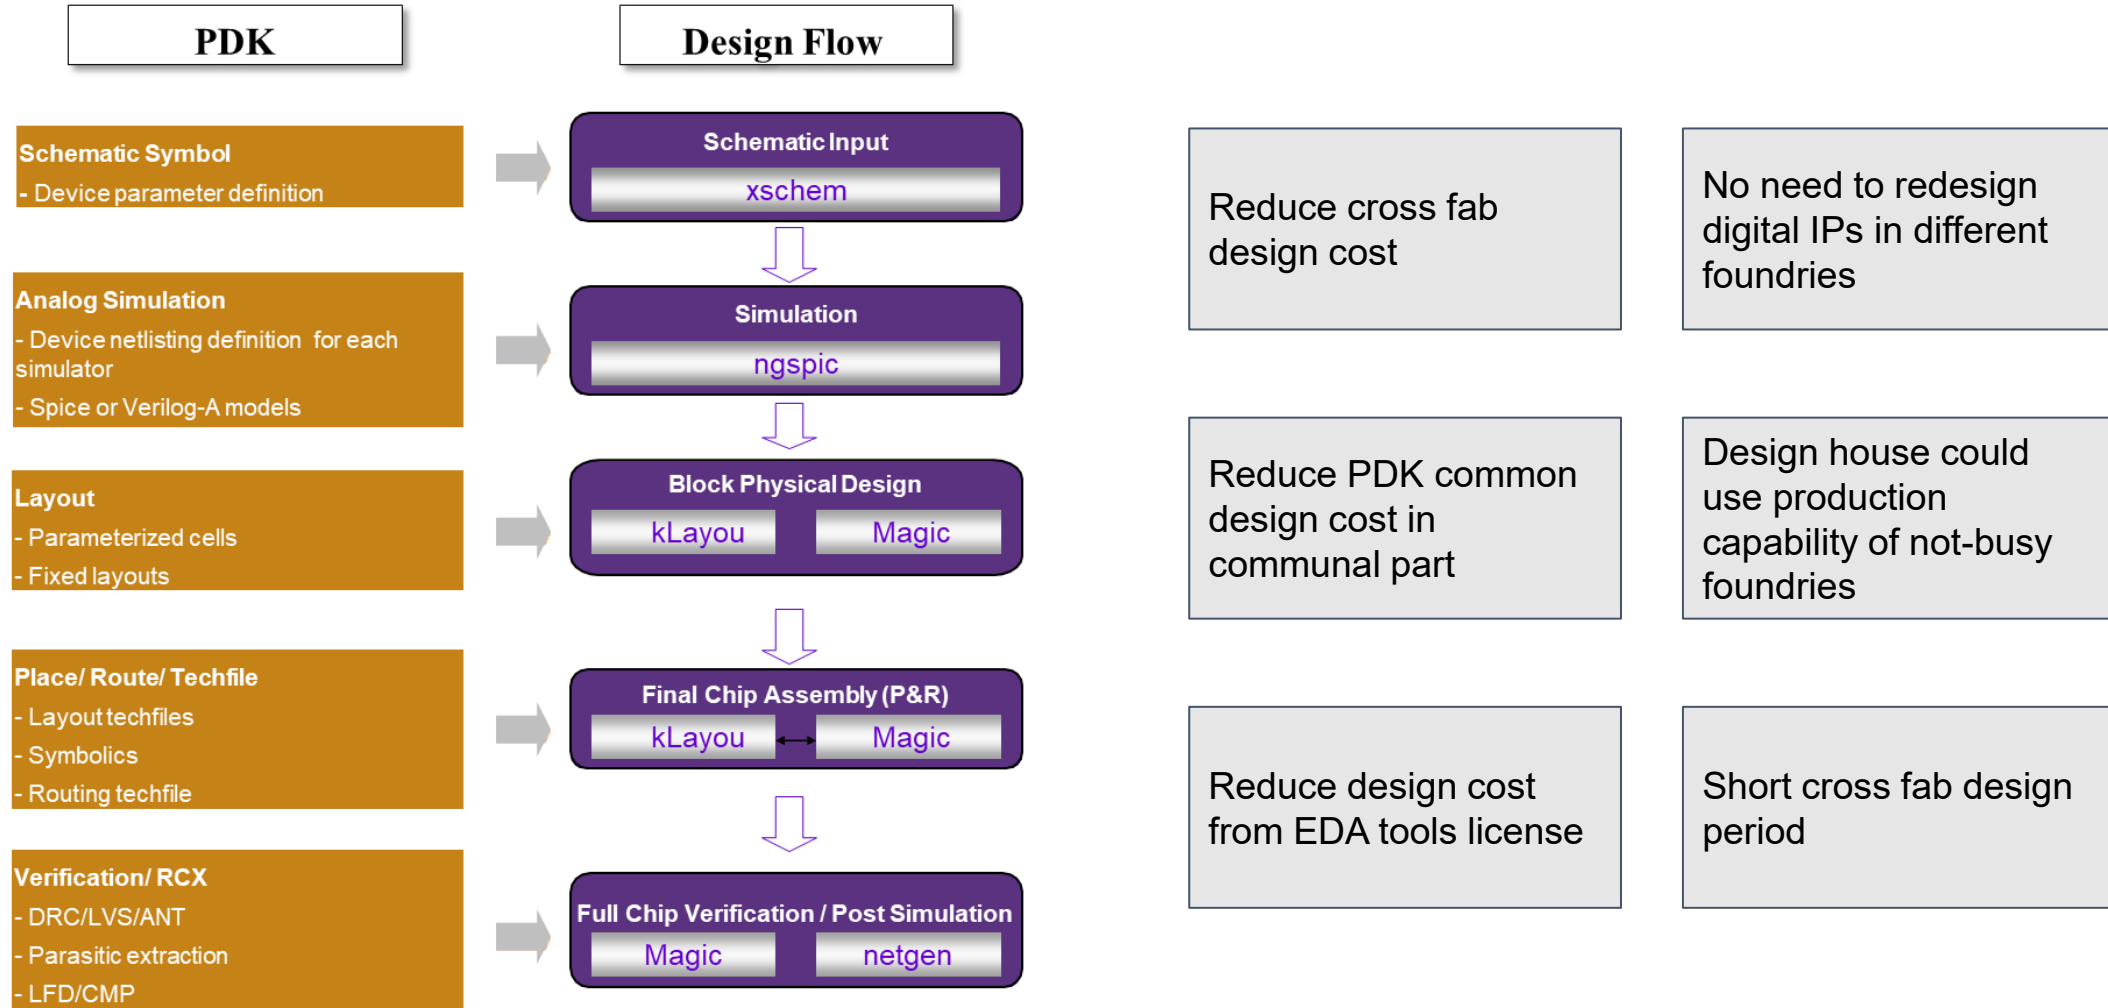 PDK
Design Flow
Schematic Symbol
- Device parameter definition
Schematic Input
xschem
Analog Simulation
- Device netlisting definition for each
simulator
- Spice or Verilog-A models
Simulation
ngspic
Layout
- Parameterized cells
- Fixed layouts
Block Physical Design
kLayou
Magic
Place/ Route/ Techfile
- Layout techfiles
- Symbolics
- Routing techfile
Final Chip Assembly (P&R)
kLayou
Magic
Verification/ RCX
- DRC/LVS/ANT
- Parasitic extraction
- LFD/CMP
Full Chip Verification / Post Simulation
Magic
netgen
Reduce cross fab
design cost
No need to redesign
digital IPs in different
foundries
Reduce PDK common
design cost in
communal part
Design house could
use production
capability of not-busy
foundries
Reduce design cost
from EDA tools license
Short cross fab design
period